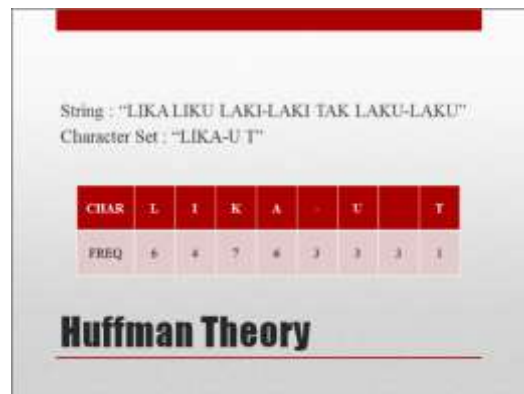 String : “LIKA LIKU LAKI-LAKI TAK LAKU-LAKU”
Character Set : “LIKA-U T”
CHAR L I K A - U T
FREQ 6 4 7 6 3 3 3 1
Huffman Theory